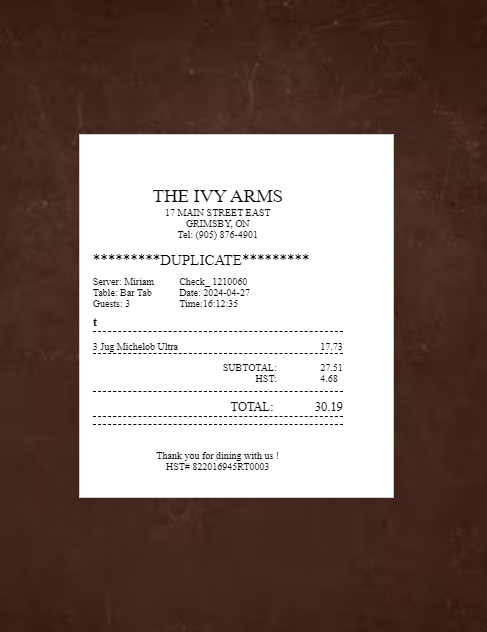 THE IVY ARMS
17 MAIN STREET EAST
GRIMSBY, ON
Tel: (905) 876-4901
*********DUPLICATE*********
Server: Miriam Check_ 1210060
Table: Bar Tab Date: 2024-04-27
Guests: 3 Time:16:12:35
t
3 Jug Michelob Ultra 17.73
SUBTOTAL: 27.51
HST: 4.68
TOTAL: 30.19
Thank you for dining with us !
HST# 822016945RT0003